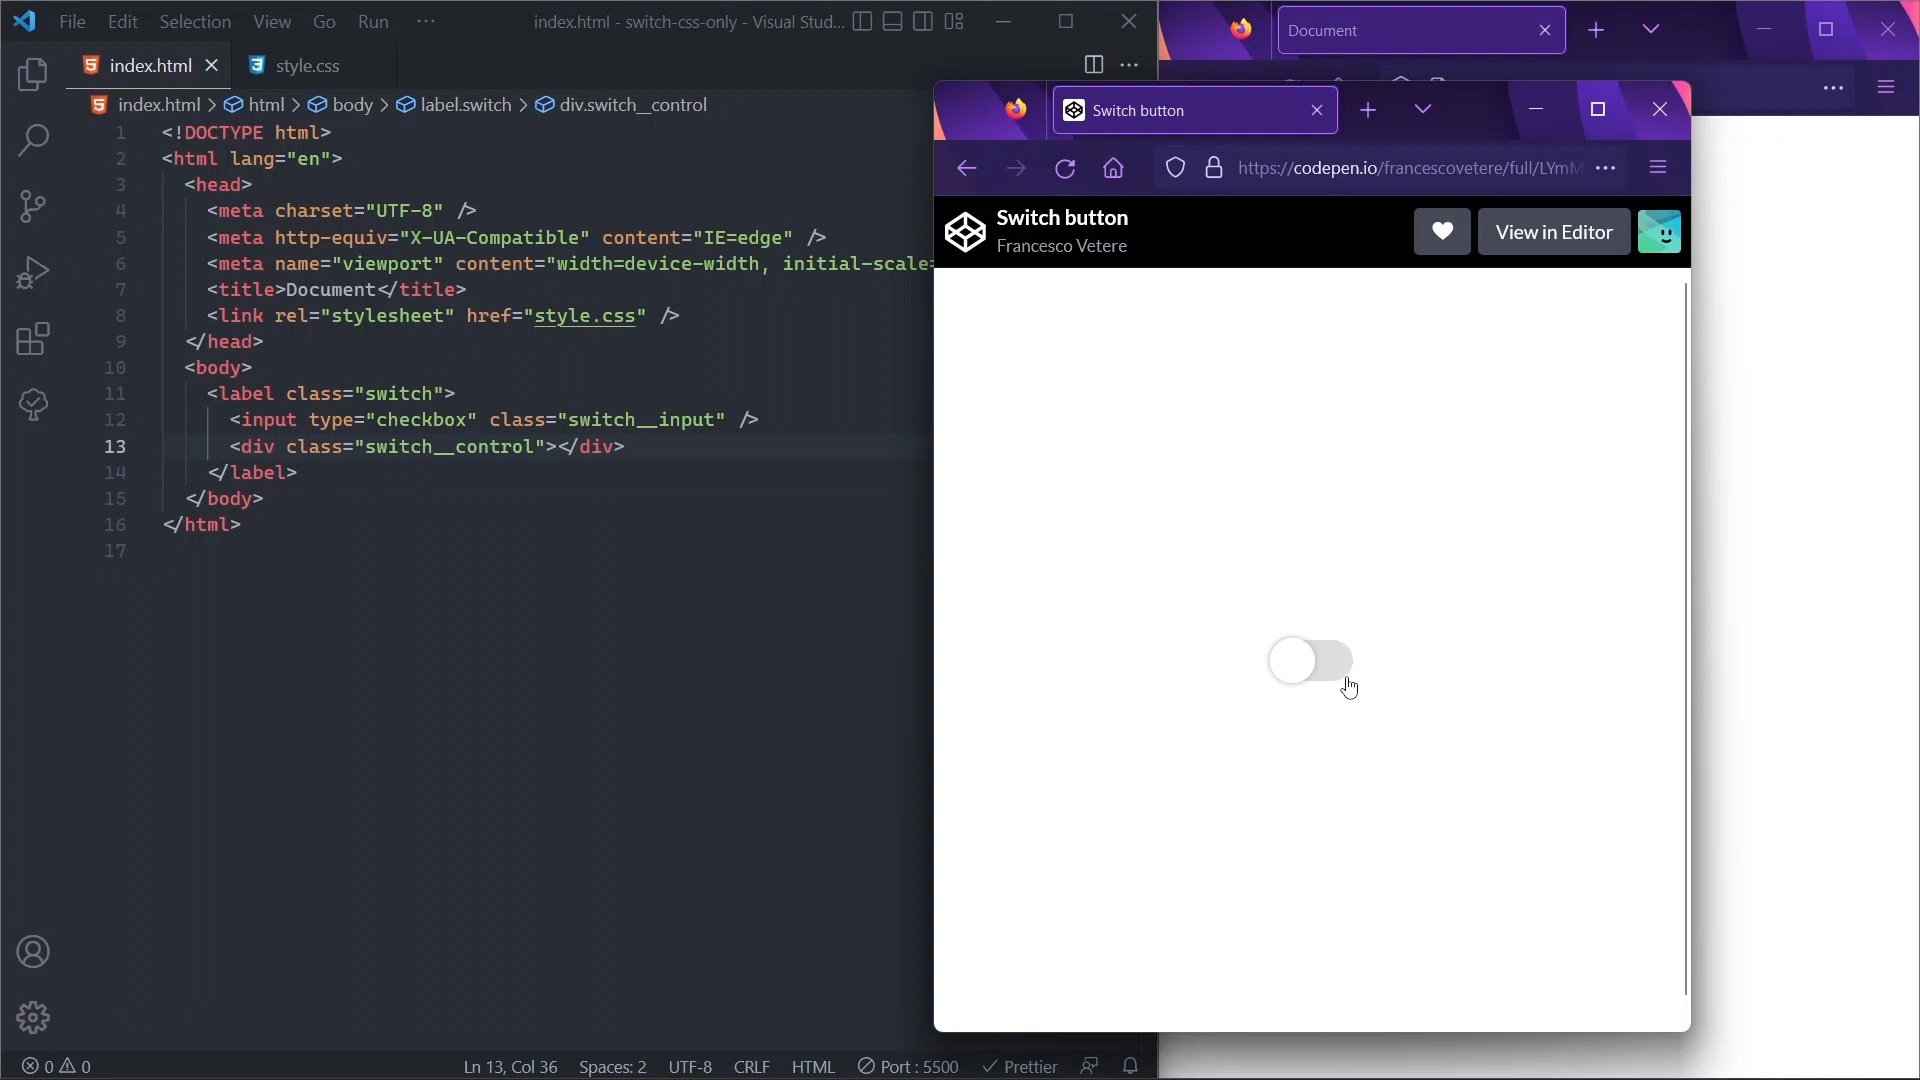 File Edit Selection View Go Run ··· index.html - switch-css-only - Visual Stud...
index.html style.css
index.html > html > body > label.switch > div.switch__control
1 <!DOCTYPE html>
2 <html lang="en">
3 <head>
4 <meta charset="UTF-8" />
5 <meta http-equiv="X-UA-Compatible" content="IE=edge" />
6 <meta name="viewport" content="width=device-width, initial-scale=
7 <title>Document</title>
8 <link rel="stylesheet" href="style.css" />
9 </head>
10 <body>
11 <label class="switch">
12 <input type="checkbox" class="switch__input" />
13 <div class="switch__control"></div>
14 </label>
15 </body>
16 </html>
17
0 0 Ln 13, Col 36 Spaces: 2 UTF-8 CRLF HTML Port : 5500 Prettier
Document
Switch button
https://codepen.io/francescovetere/full/LYm
Switch button
Francesco Vetere
View in Editor